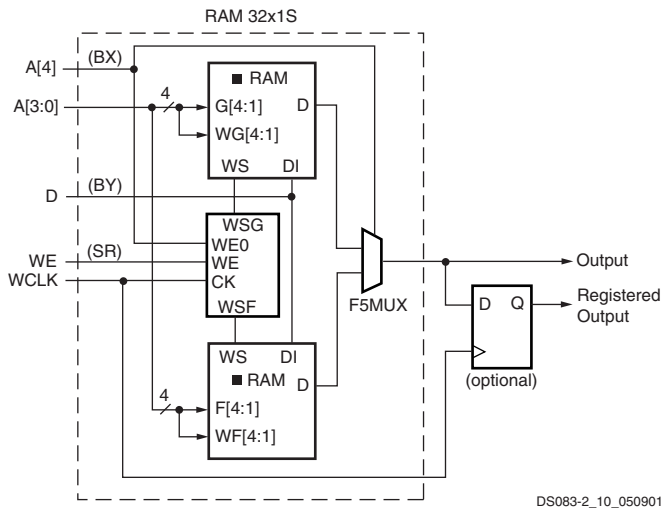 RAM 32x1S
A[4]
(BX)
A[3:0]
4
RAM
G[4:1]
D
WG[4:1]
WS
DI
D
(BY)
WSG
WE0
WE
(SR)
WE
WCLK
CK
WSF
F5MUX
Output
D
Q
Registered
Output
(optional)
WS
DI
RAM
D
4
F[4:1]
WF[4:1]
DS083-2_10_050901